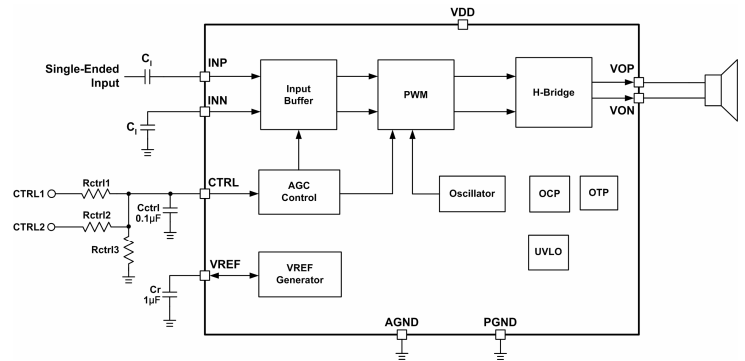 VDD
Single-Ended
Input
CI
INP
INN
CI
Input
Buffer
PWM
H-Bridge
VOP
VON
CTRL1
Rctrl1
CTRL2
Rctrl2
Rctrl3
Cctrl
0.1µF
CTRL
AGC
Control
Oscillator
OCP
OTP
UVLO
VREF
Cr
1µF
VREF
Generator
AGND
PGND